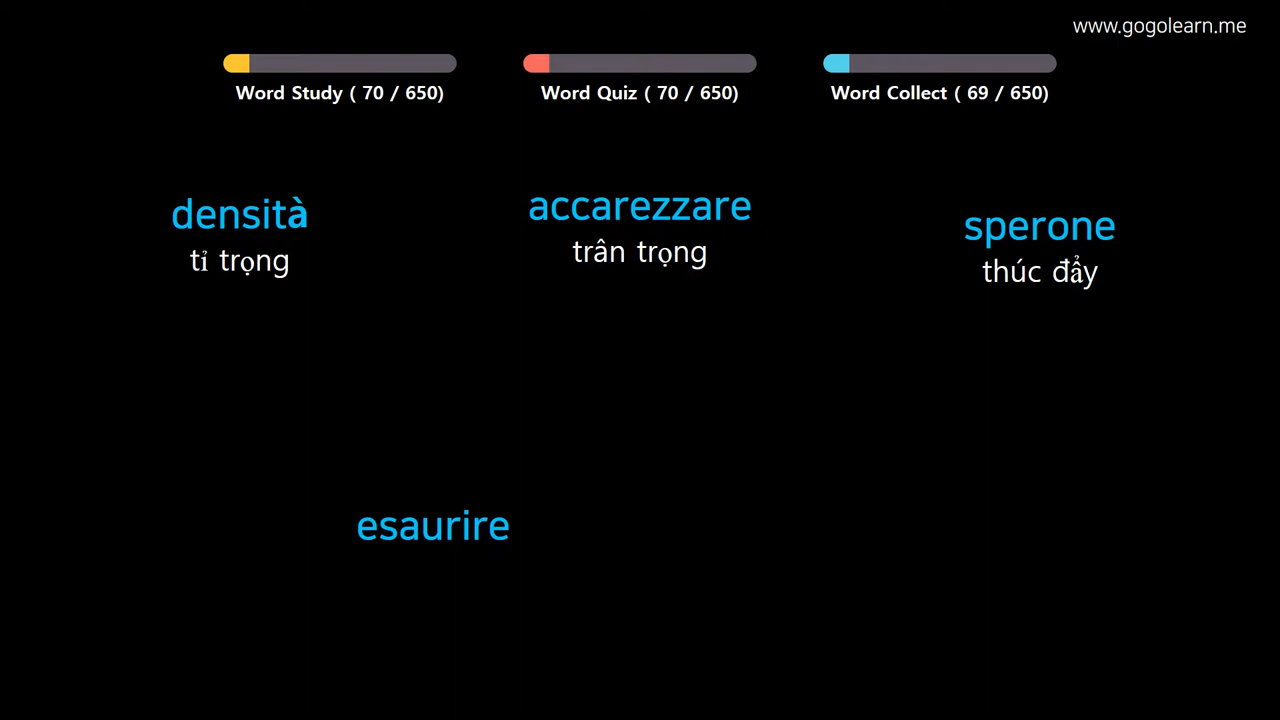 www.gogolearn.me
Word Study ( 70 / 650)
Word Quiz ( 70 / 650)
Word Collect ( 69 / 650)
densità
tỉ trọng
accarezzare
trân trọng
sperone
thúc đẩy
esaurire